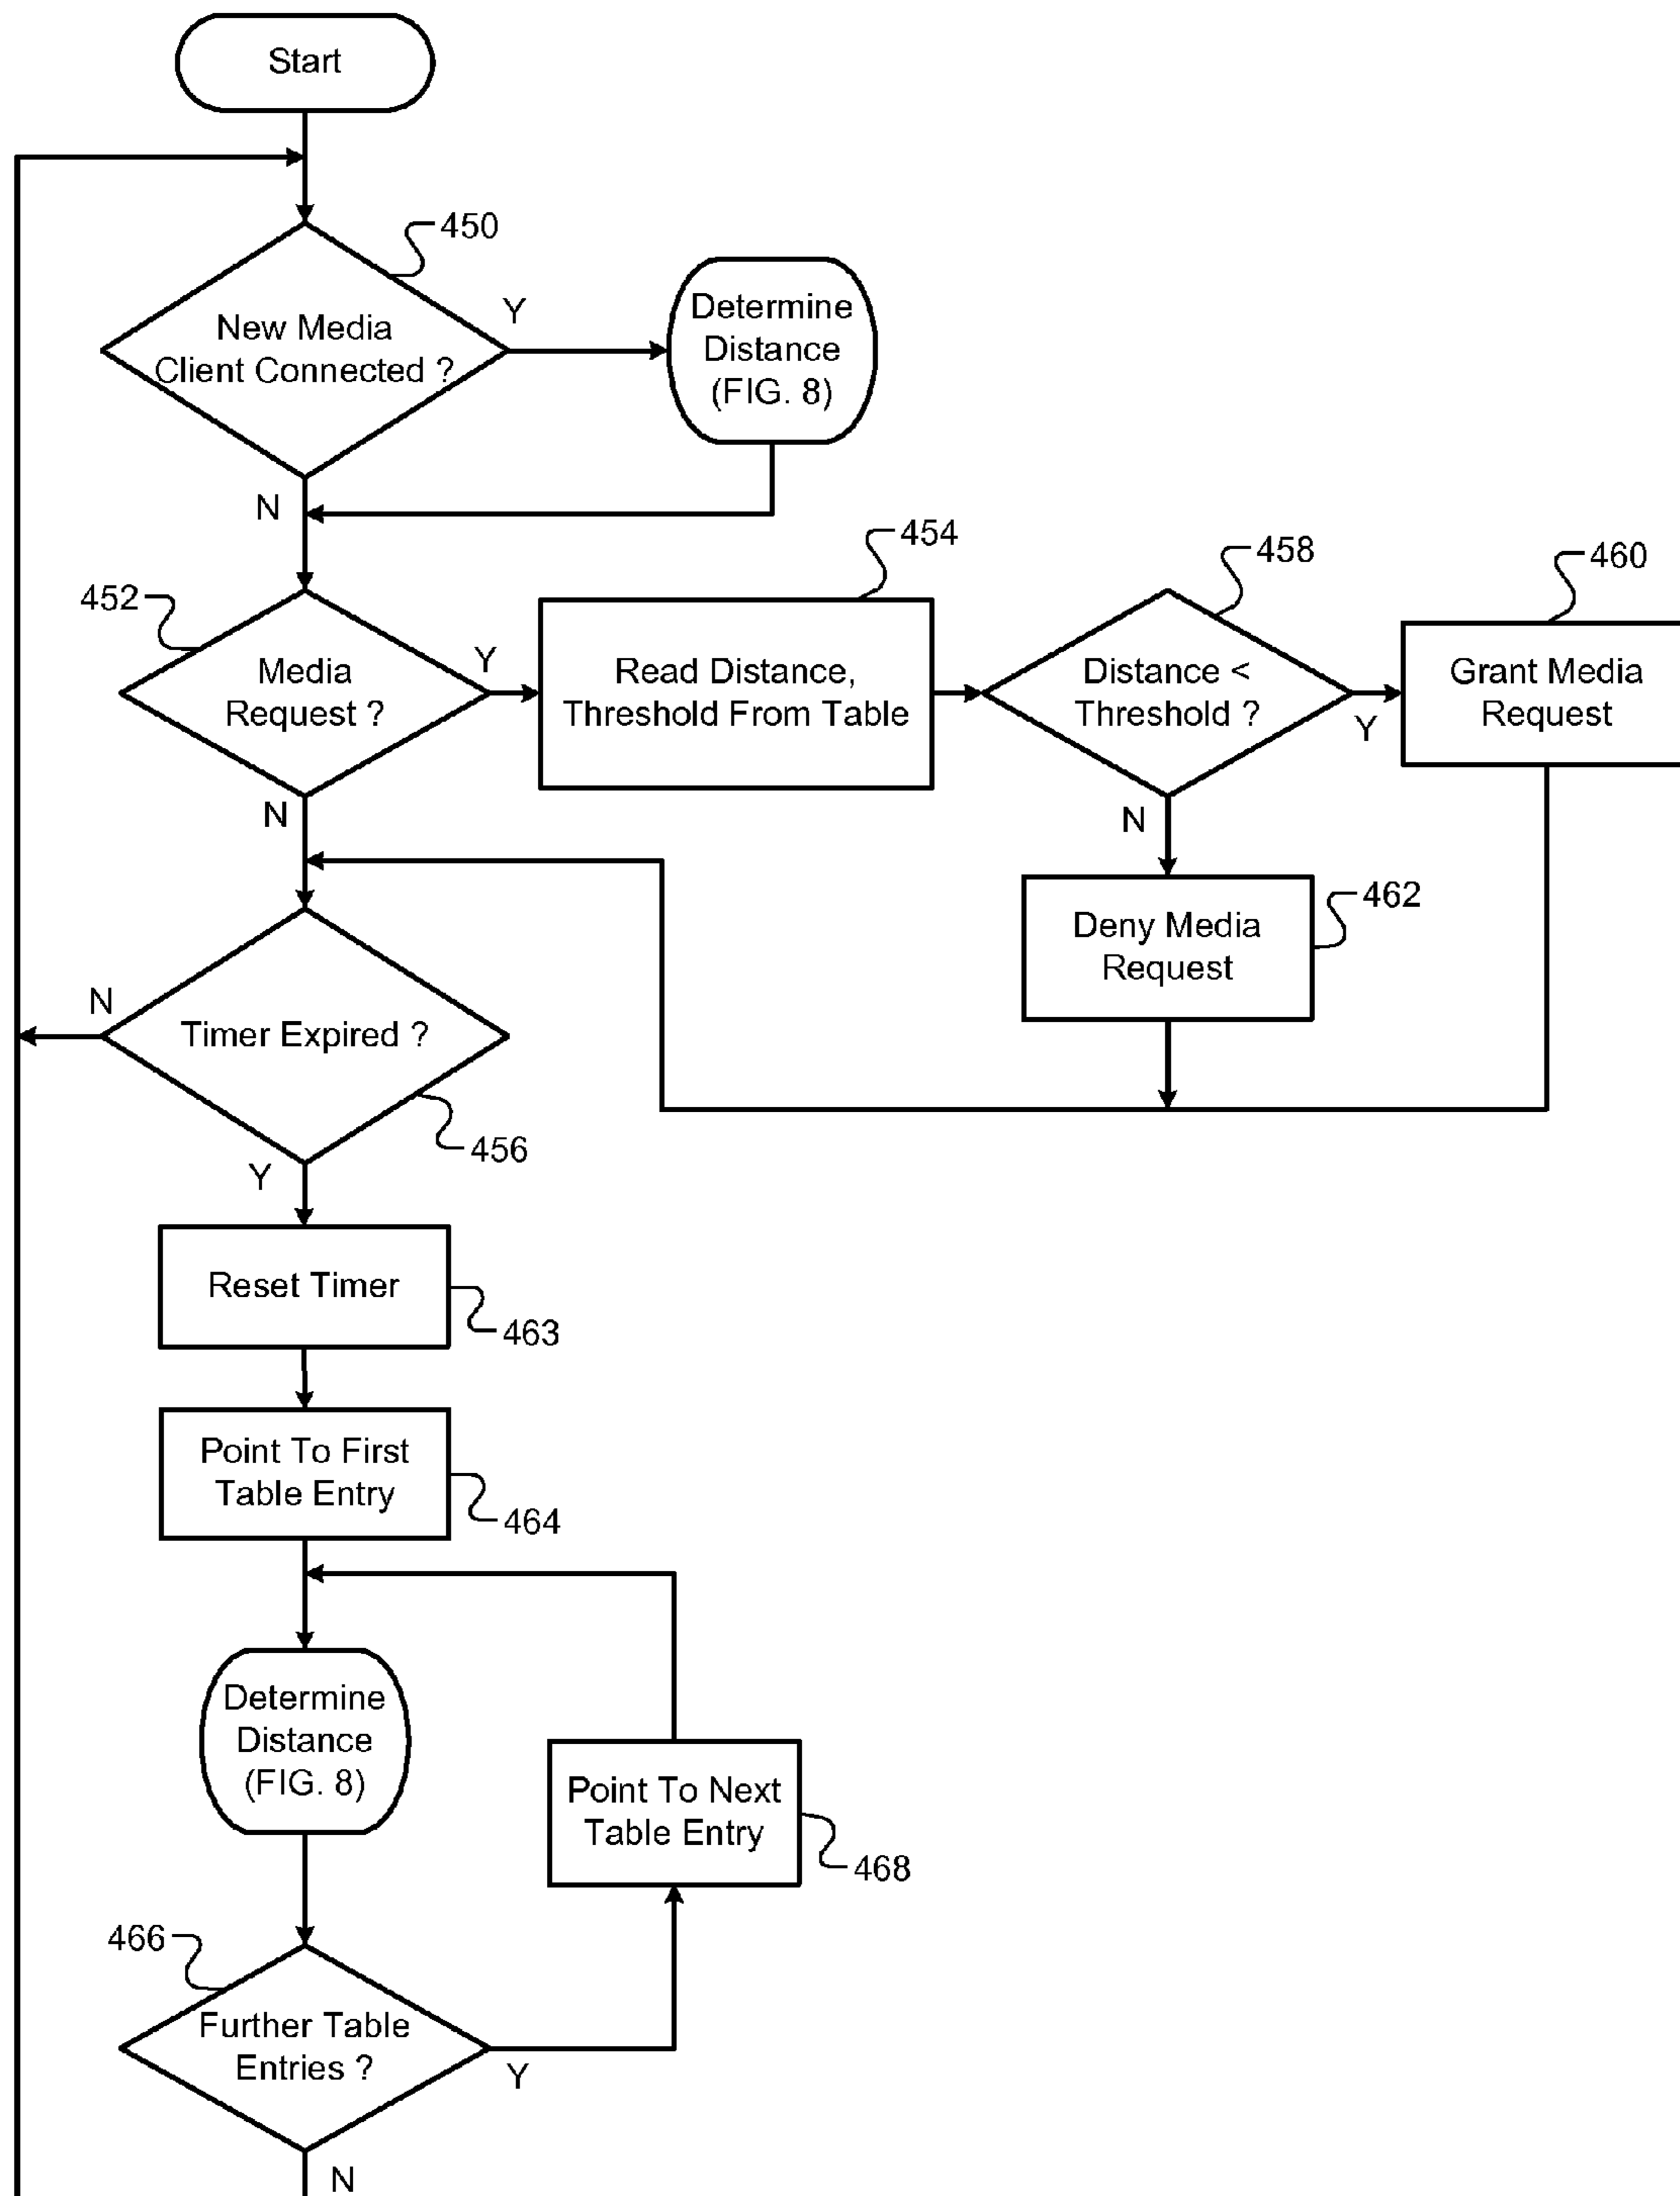 Start
450
New Media
Client Connected ?
Y
Determine
Distance
(FIG. 8)
N
452
Media
Request ?
Y
454
Read Distance,
Threshold From Table
458
Distance <
Threshold ?
Y
460
Grant Media
Request
N
N
462
Deny Media
Request
N
Timer Expired ?
456
Y
Reset Timer
463
Point To First
Table Entry
464
Determine
Distance
(FIG. 8)
Point To Next
Table Entry
468
466
Further Table
Entries ?
Y
N